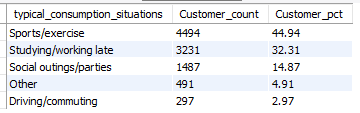 typical_consumption_situations Customer_count Customer_pct
Sports/exercise 4494 44.94
Studying/working late 3231 32.31
Social outings/parties 1487 14.87
Other 491 4.91
Driving/commuting 297 2.97